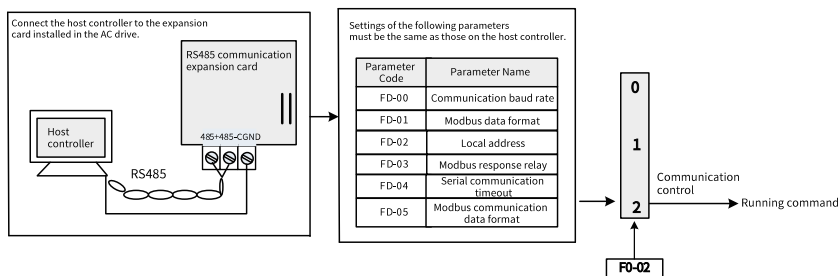 Connect the host controller to the expansion
card installed in the AC drive.
RS485 communication
expansion card
485+485-CGND
Host
controller
RS485
Settings of the following parameters
must be the same as those on the host controller.
Parameter
Code
Parameter Name
FD-00
Communication baud rate
FD-01
Modbus data format
FD-02
Local address
FD-03
Modbus response relay
FD-04
Serial communication
timeout
FD-05
Modbus communication
data format
0
1
2
Communication
control
Running command
F0-02